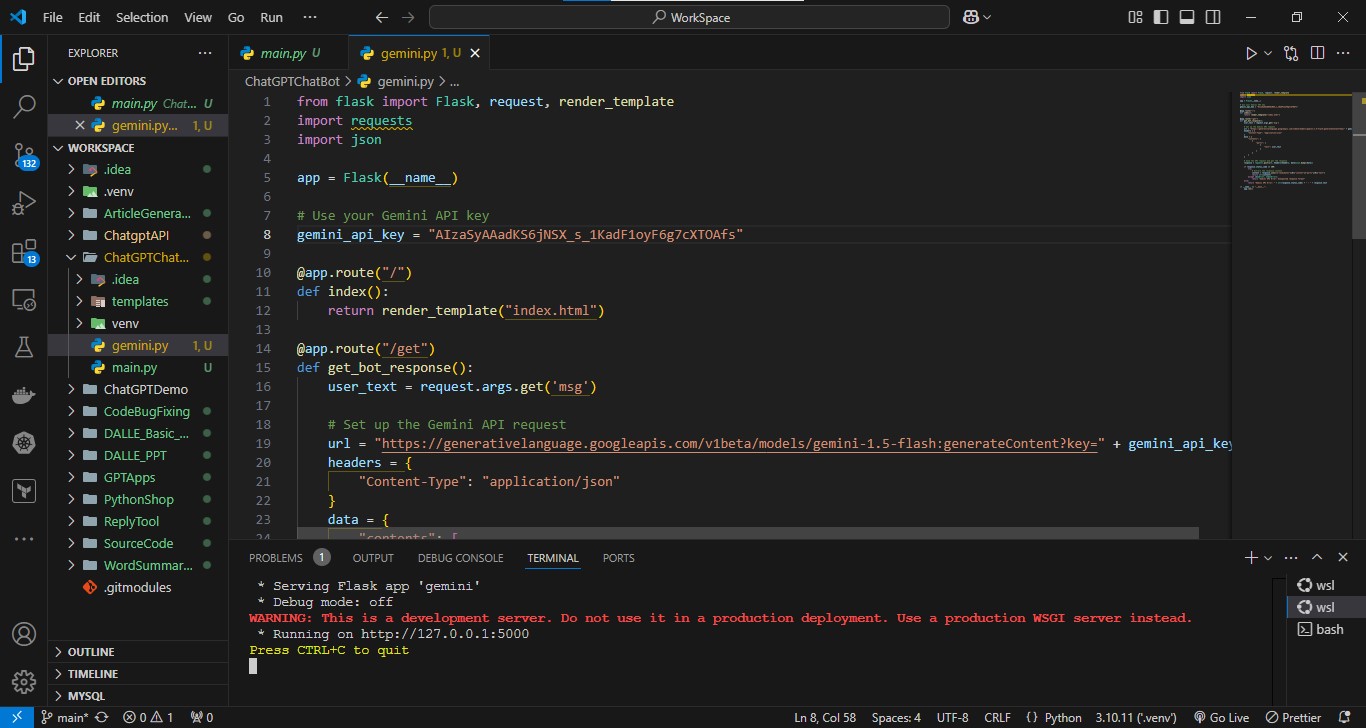 File Edit Selection View Go Run ··· WorkSpace
EXPLORER ···
OPEN EDITORS
main.py Chat... U
gemini.py... 1, U
WORKSPACE
.idea
.venv
ArticleGenera...
ChatgptAPI
ChatGPTChat...
.idea
templates
venv
gemini.py 1, U
main.py U
ChatGPTDemo
CodeBugFixing
DALLE_Basic_...
DALLE_PPT
GPTApps
PythonShop
ReplyTool
SourceCode
WordSummar...
.gitmodules
OUTLINE
TIMELINE
MYSQL
132
13
main.py U
gemini.py 1, U
ChatGPTChatBot > gemini.py > ...
1 from flask import Flask, request, render_template
2 import requests
3 import json
4
5 app = Flask(__name__)
6
7 # Use your Gemini API key
8 gemini_api_key = "AIzaSyAAadKS6jNSX_s_1KadF1oyF6g7cXTOAfs"
9
10 @app.route("/")
11 def index():
12 return render_template("index.html")
13
14 @app.route("/get")
15 def get_bot_response():
16 user_text = request.args.get('msg')
17
18 # Set up the Gemini API request
19 url = "https://generativelanguage.googleapis.com/v1beta/models/gemini-1.5-flash:generateContent?key=" + gemini_api_key
20 headers = {
21 "Content-Type": "application/json"
22 }
23 data = {
24 "contents": [
PROBLEMS 1 OUTPUT DEBUG CONSOLE TERMINAL PORTS
* Serving Flask app 'gemini'
* Debug mode: off
WARNING: This is a development server. Do not use it in a production deployment. Use a production WSGI server instead.
* Running on http://127.0.0.1:5000
Press CTRL+C to quit
wsl
wsl
bash
main* 0 1 0 Ln 8, Col 58 Spaces: 4 UTF-8 CRLF {} Python 3.10.11 ('.venv') Go Live Prettier